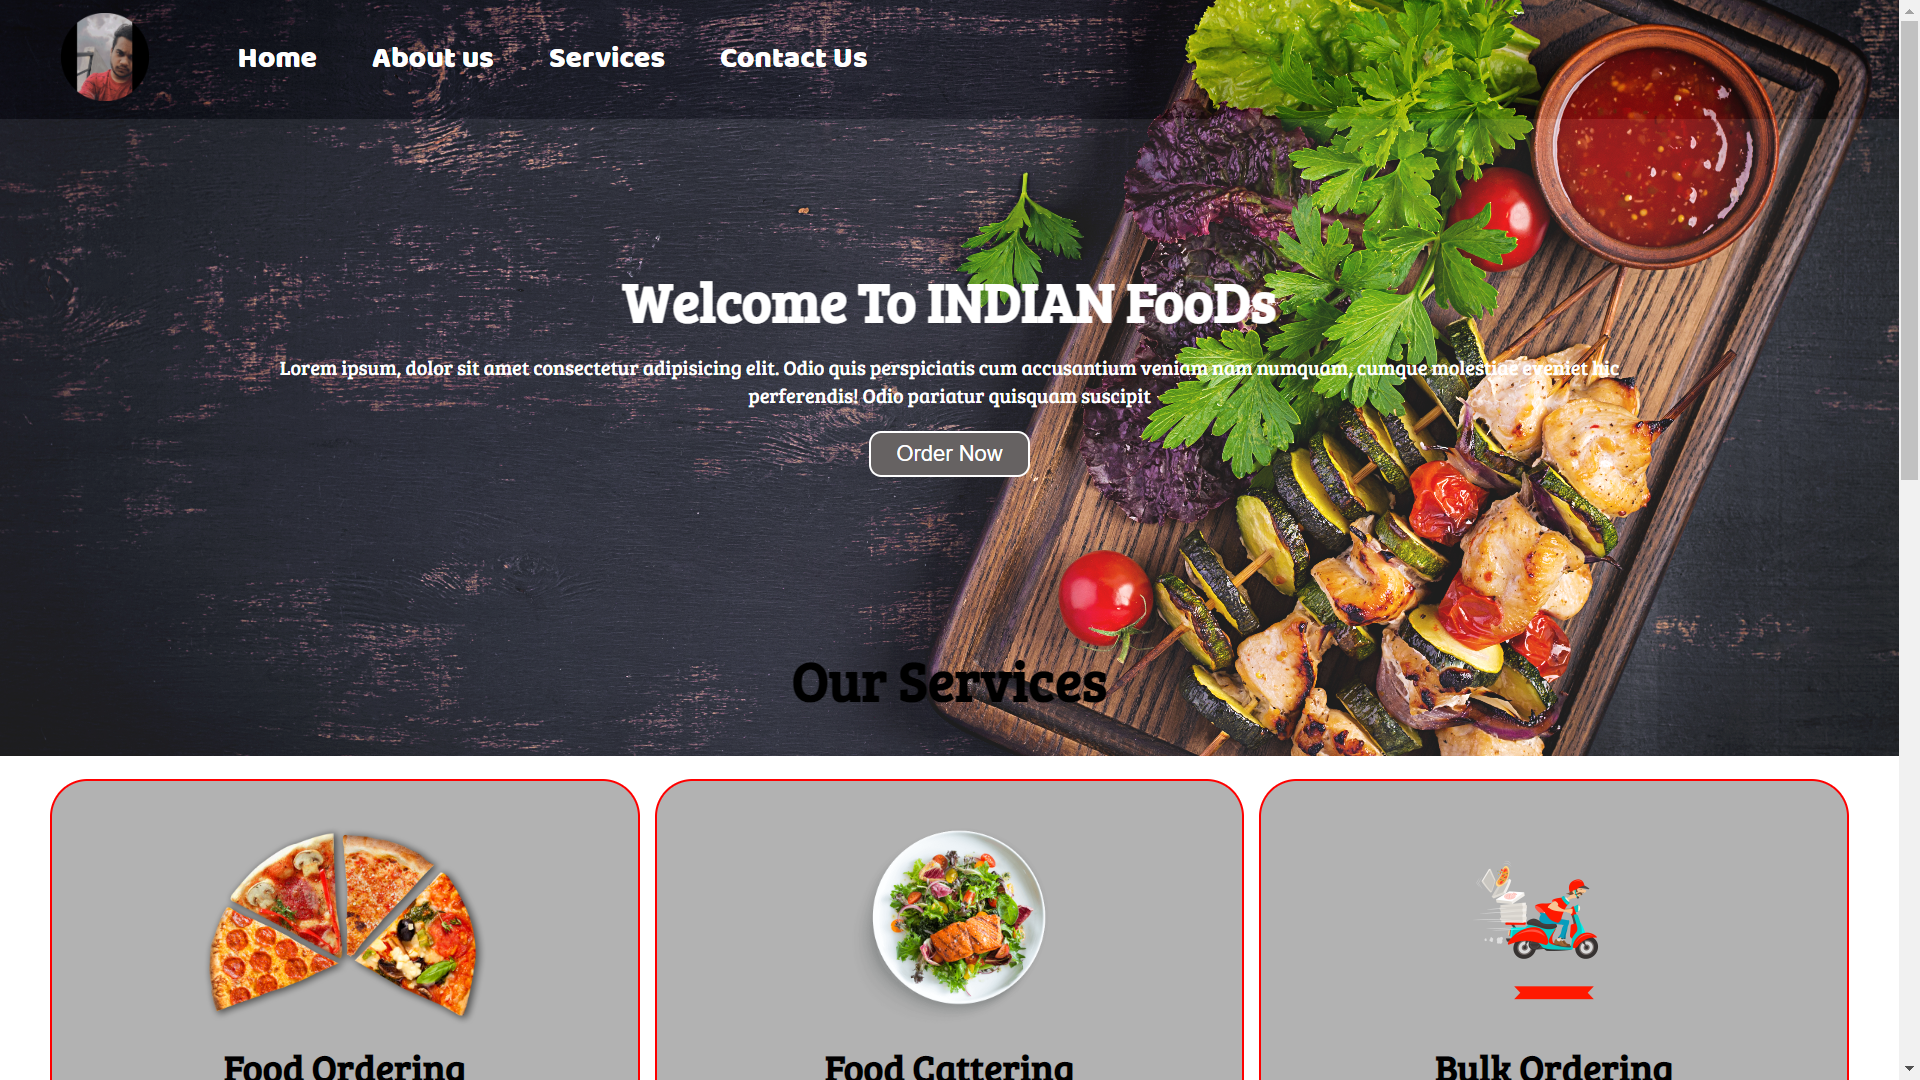 Home About us Services Contact Us
Welcome To INDIAN FooDs
Lorem ipsum, dolor sit amet consectetur adipisicing elit. Odio quis perspiciatis cum accusantium veniam nam numquam, cumque molestiae eveniet hic
perferendis! Odio pariatur quisquam suscipit
Order Now
Our Services
Food Ordering Food Cattering Bulk Ordering